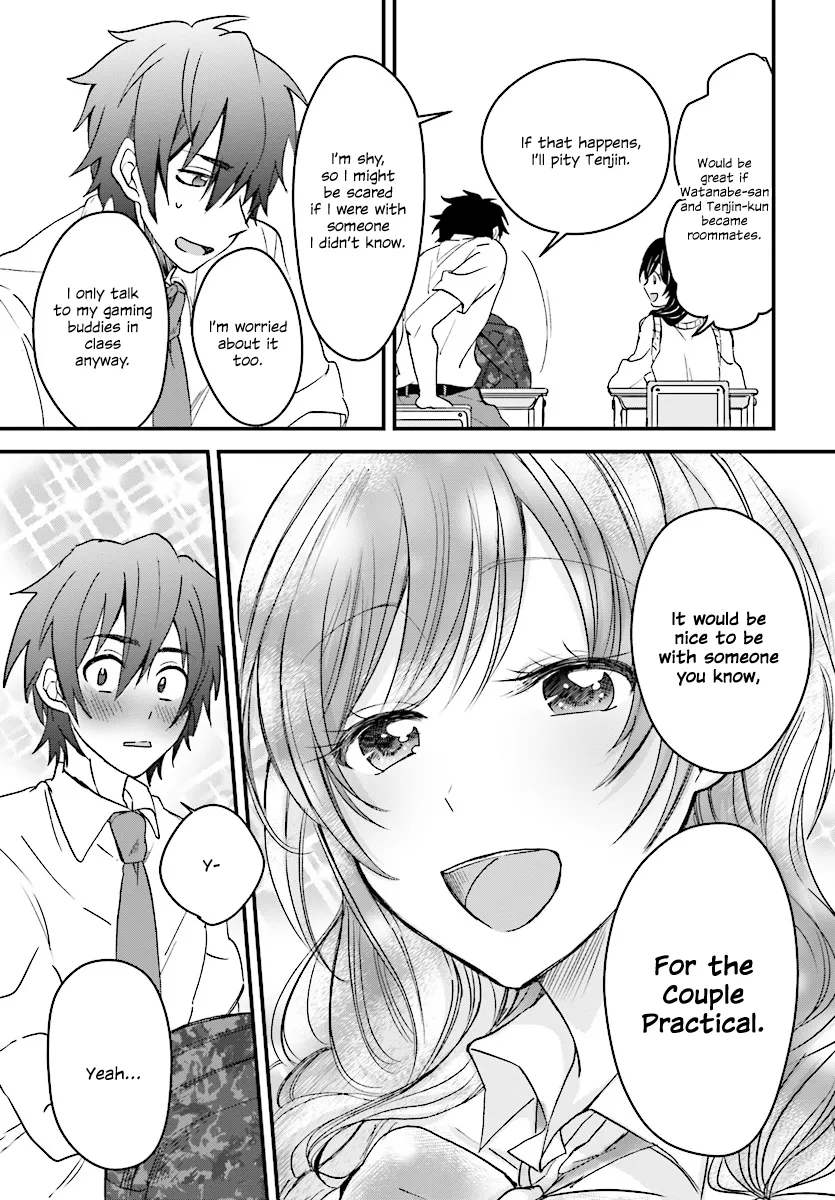 Would be
great if
Watanabe-san
and Tenjin-kun
became
roommates.
If that happens,
I'll pity Tenjin.
I'm shy,
so I might
be scared
if I were with
someone
I didn't know.
I'm worried
about it
too.
I only talk
to my gaming
buddies in
class
anyway.
It would be
nice to be
with someone
you know,
For the
Couple
Practical.
Y-
Yeah...